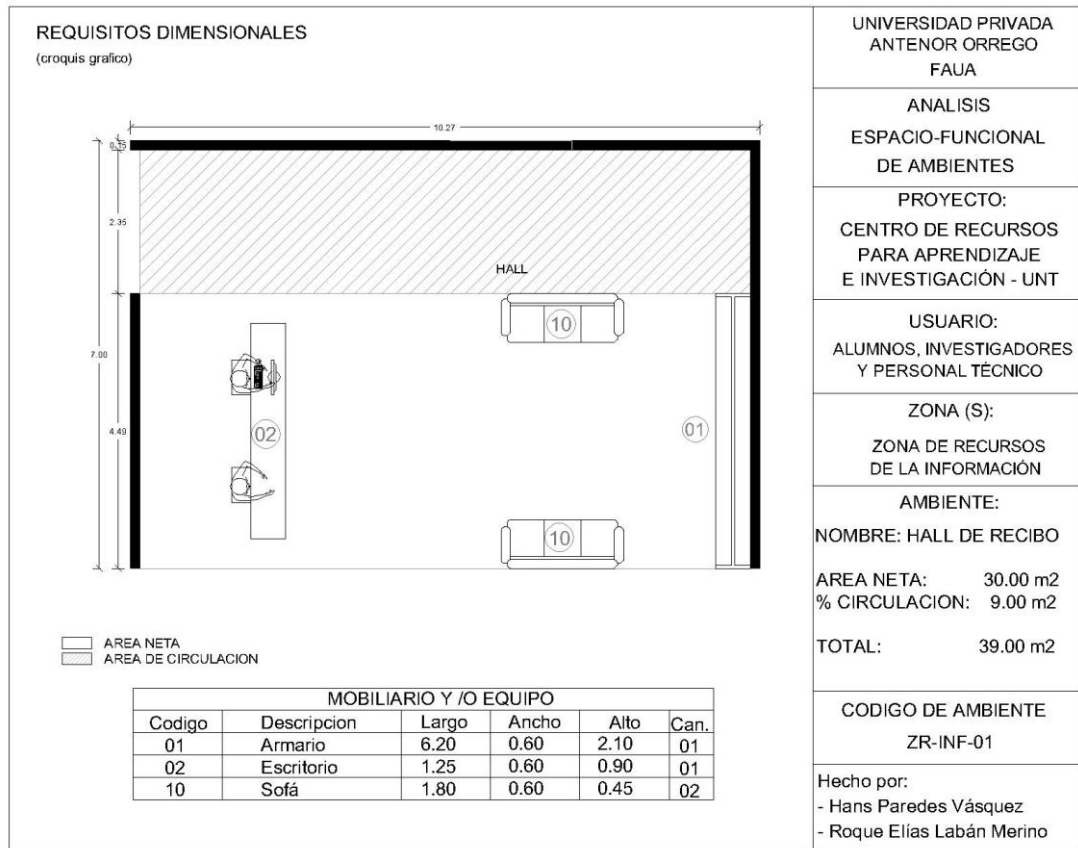 REQUISITOS DIMENSIONALES
(croquis grafico)
10.27
0.15
2.35
HALL
7.00
4.49
10
02
01
10
AREA NETA
AREA DE CIRCULACION
MOBILIARIO Y /O EQUIPO
Codigo Descripcion Largo Ancho Alto Can.
01 Armario 6.20 0.60 2.10 01
02 Escritorio 1.25 0.60 0.90 01
10 Sofá 1.80 0.60 0.45 02
UNIVERSIDAD PRIVADA
ANTENOR ORREGO
FAUA
ANALISIS
ESPACIO-FUNCIONAL
DE AMBIENTES
PROYECTO:
CENTRO DE RECURSOS
PARA APRENDIZAJE
E INVESTIGACIÓN - UNT
USUARIO:
ALUMNOS, INVESTIGADORES
Y PERSONAL TÉCNICO
ZONA (S):
ZONA DE RECURSOS
DE LA INFORMACIÓN
AMBIENTE:
NOMBRE: HALL DE RECIBO
AREA NETA: 30.00 m2
% CIRCULACION: 9.00 m2
TOTAL: 39.00 m2
CODIGO DE AMBIENTE
ZR-INF-01
Hecho por:
- Hans Paredes Vásquez
- Roque Elías Labán Merino